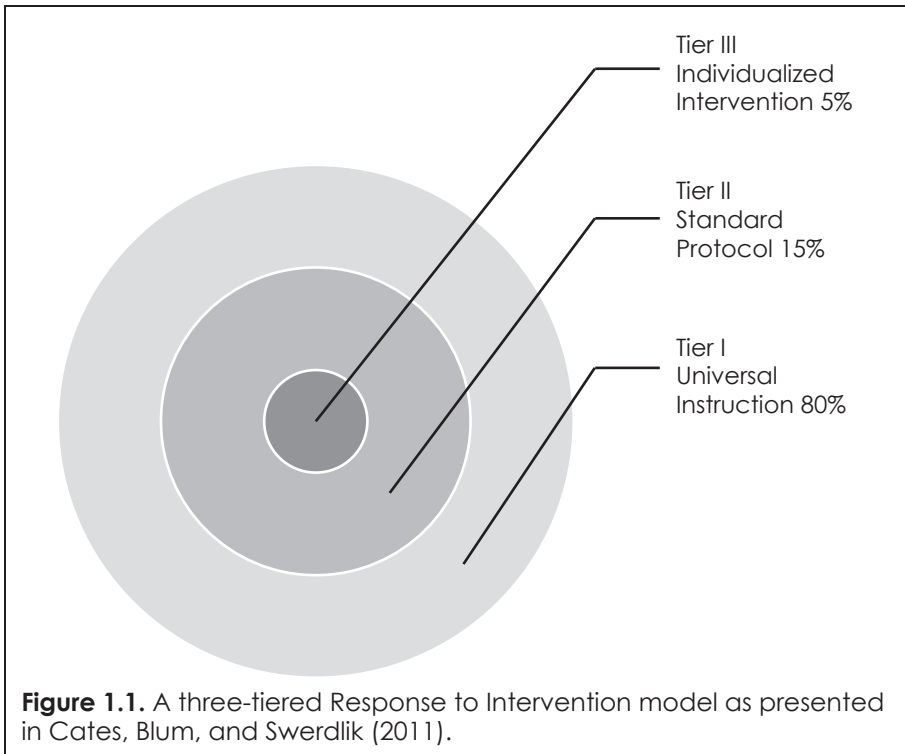 Tier III
Individualized
Intervention 5%
Tier II
Standard
Protocol 15%
Tier I
Universal
Instruction 80%
Figure 1.1. A three-tiered Response to Intervention model as presented
in Cates, Blum, and Swerdlik (2011).